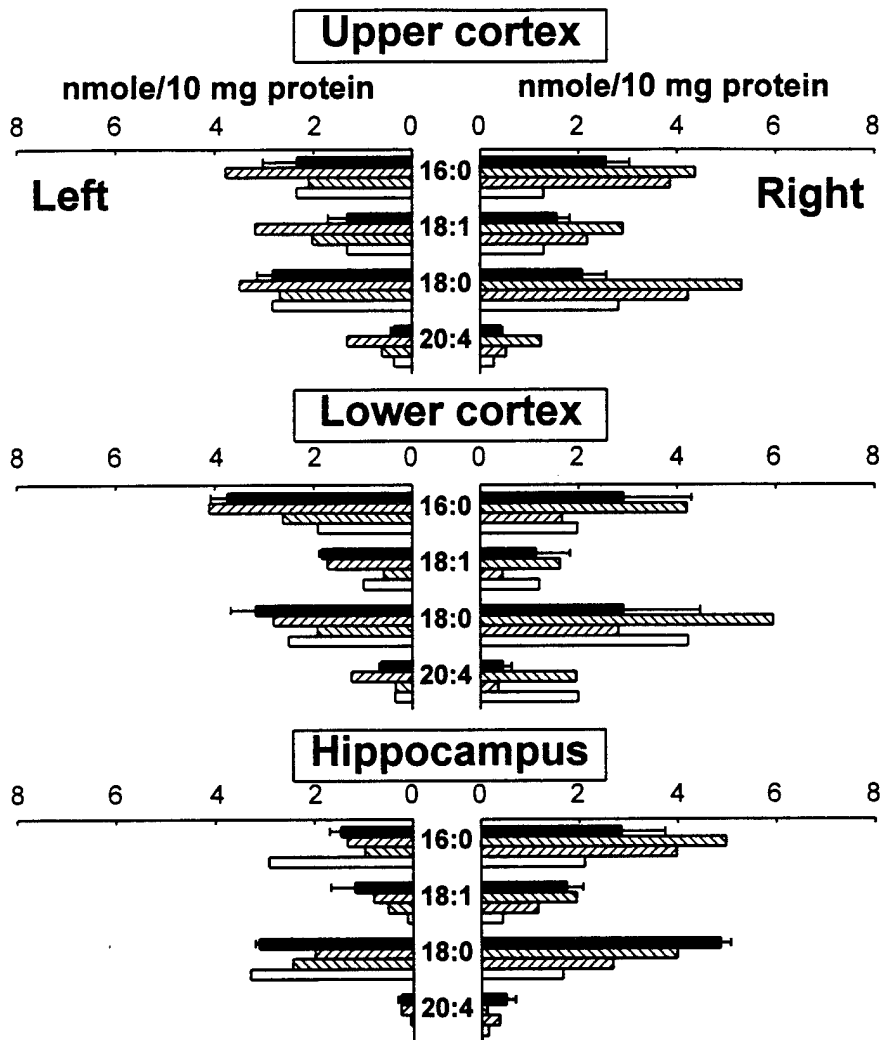 Upper cortex
nmole/10 mg protein nmole/10 mg protein
8 6 4 2 0 0 2 4 6 8
Left 16:0 Right
18:1
18:0
20:4
Lower cortex
8 6 4 2 0 0 2 4 6 8
16:0
18:1
18:0
20:4
Hippocampus
8 6 4 2 0 0 2 4 6 8
16:0
18:1
18:0
20:4